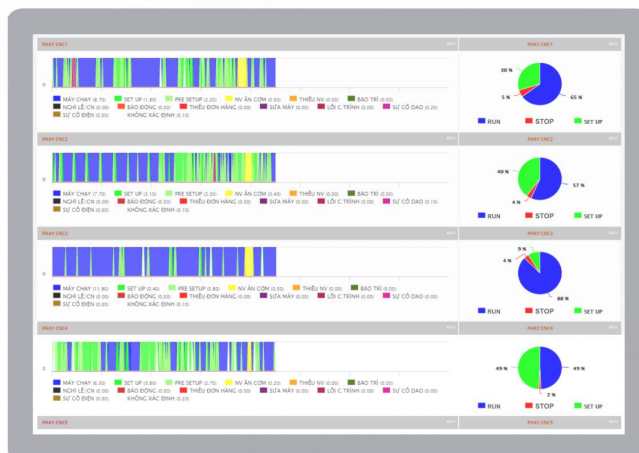 PHAY CNC1
PHAY CNC1
0
MÁY CHẠY (8.70) SET UP (1.80) PRE SETUP (2.20) NV ĂN CƠM (0.50) THIẾU NV (0.00) BẢO TRÌ (0.00)
NGHỈ LỄ/CN (0.00) BÁO ĐỘNG (0.50) THIẾU ĐƠN HÀNG (0.00) SỬA MÁY (0.00) LỖI C.TRÌNH (0.00) SỰ CỐ DAO (0.20)
SỰ CỐ ĐIỆN (0.00) KHÔNG XÁC ĐỊNH (0.10)
30 %
5 %
65 %
RUN STOP SET UP
PHAY CNC2
PHAY CNC2
0
MÁY CHẠY (7.70) SET UP (3.10) PRE SETUP (2.30) NV ĂN CƠM (0.40) THIẾU NV (0.00) BẢO TRÌ (0.00)
NGHỈ LỄ/CN (0.00) BÁO ĐỘNG (0.00) THIẾU ĐƠN HÀNG (0.00) SỬA MÁY (0.00) LỖI C.TRÌNH (0.00) SỰ CỐ DAO (0.10)
SỰ CỐ ĐIỆN (0.00) KHÔNG XÁC ĐỊNH (0.10)
40 %
4 %
57 %
RUN STOP SET UP
PHAY CNC3
PHAY CNC3
0
MÁY CHẠY (11.90) SET UP (0.40) PRE SETUP (0.80) NV ĂN CƠM (0.50) THIẾU NV (0.00) BẢO TRÌ (0.00)
NGHỈ LỄ/CN (0.00) BÁO ĐỘNG (0.00) THIẾU ĐƠN HÀNG (0.00) SỬA MÁY (0.00) LỖI C.TRÌNH (0.00) SỰ CỐ DAO (0.00)
SỰ CỐ ĐIỆN (0.00) KHÔNG XÁC ĐỊNH (0.10)
9 %
4 %
88 %
RUN STOP SET UP
PHAY CNC4
PHAY CNC4
0
MÁY CHẠY (6.50) SET UP (3.80) PRE SETUP (2.70) NV ĂN CƠM (0.20) THIẾU NV (0.00) BẢO TRÌ (0.00)
NGHỈ LỄ/CN (0.00) BÁO ĐỘNG (0.50) THIẾU ĐƠN HÀNG (0.00) SỬA MÁY (0.00) LỖI C.TRÌNH (0.00) SỰ CỐ DAO (0.00)
SỰ CỐ ĐIỆN (0.00) KHÔNG XÁC ĐỊNH (0.20)
49 %
49 %
2 %
RUN STOP SET UP
PHAY CNC5
PHAY CNC5